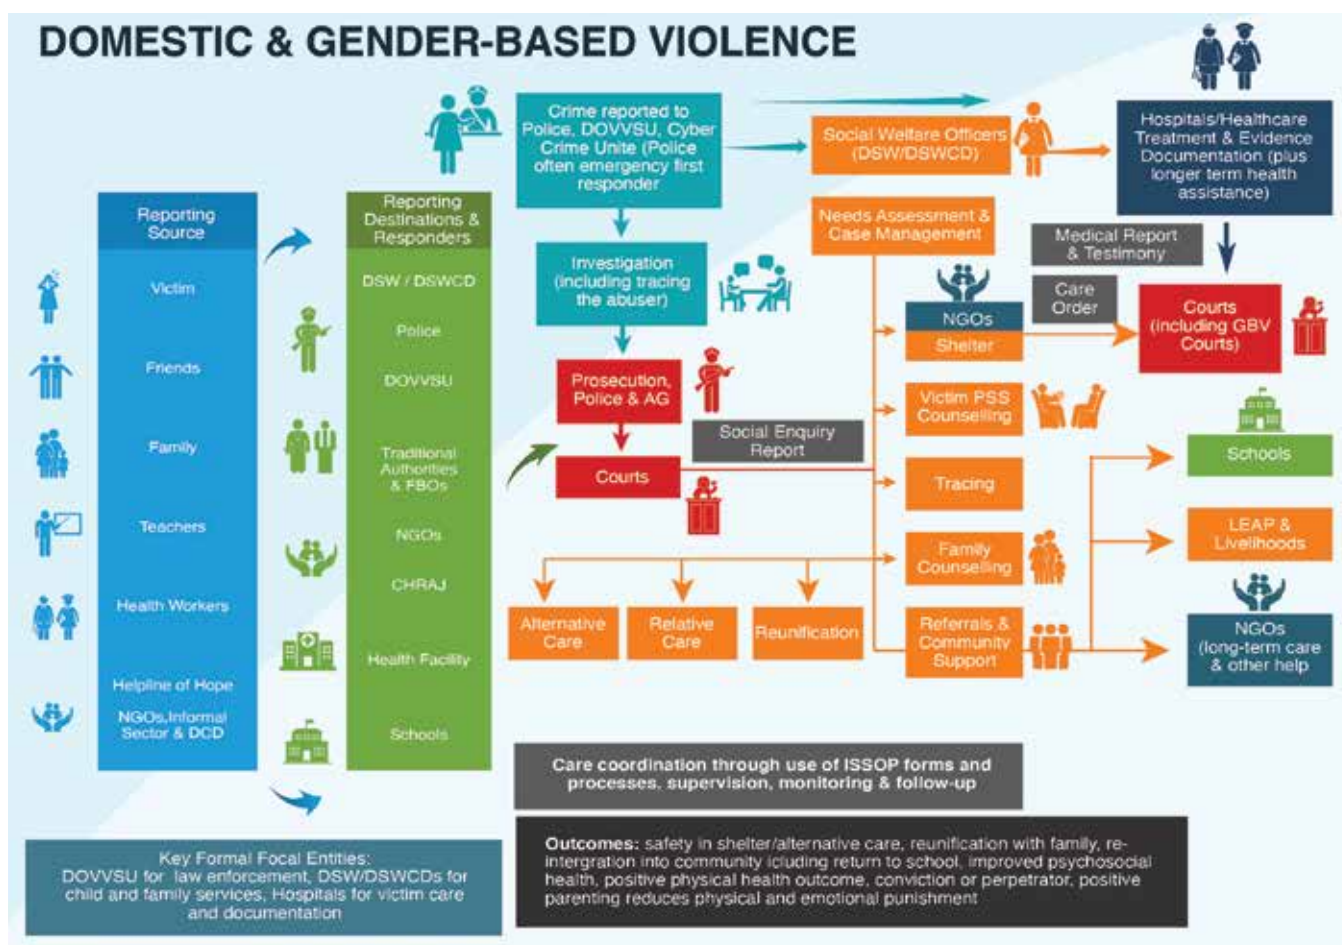 DOMESTIC & GENDER-BASED VIOLENCE
Reporting
Source
Victim
Friends
Family
Teachers
Health Workers
Helpline of Hope
NGOs,Informal
Sector & DCD
Reporting
Destinations &
Responders
DSW / DSWCD
Police
DOVVSU
Traditional
Authorities
& FBOs
NGOs
CHRAJ
Health Facility
Schools
Crime reported to
Police, DOVVSU, Cyber
Crime Unite (Police
often emergency first
responder
Investigation
(including tracing
the abuser)
Prosecution,
Police & AG
Courts
Social Enquiry
Report
Alternative
Care
Relative
Care
Reunification
Social Welfare Officers
(DSW/DSWCD)
Needs Assessment &
Case Management
NGOs
Shelter
Victim PSS
Counselling
Tracing
Family
Counselling
Referrals &
Community
Support
Hospitals/Healthcare
Treatment & Evidence
Documentation (plus
longer term health
assistance)
Medical Report
& Testimony
Care
Order
Courts
(including GBV
Courts)
Schools
LEAP &
Livelihoods
NGOs
(long-term care
& other help
Care coordination through use of ISSOP forms and
processes, supervision, monitoring & follow-up
Key Formal Focal Entities:
DOVVSU for law enforcement, DSW/DSWCDs for
child and family services, Hospitals for victim care
and documentation
Outcomes: safety in shelter/alternative care, reunification with family, re-
intergration into community icluding return to school, improved psychosocial
health, positive physical health outcome, conviction or perpetrator, positive
parenting reduces physical and emotional punishment